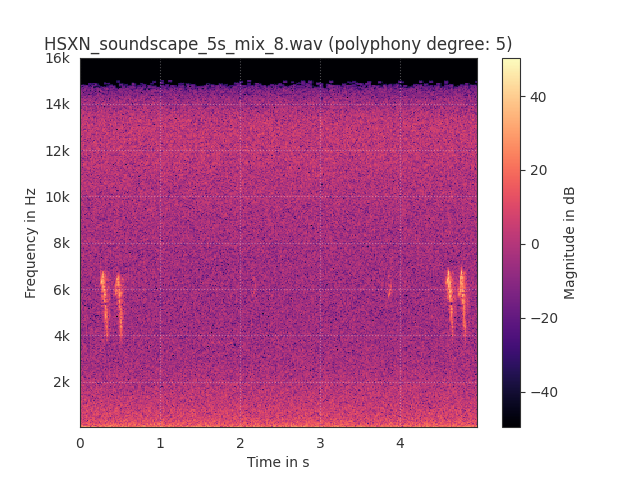 HSXN_soundscape_5s_mix_8.wav (polyphony degree: 5)
16k
14k
12k
10k
8k
6k
4k
2k
Frequency in Hz
0 1 2 3 4
Time in s
40
20
0
−20
−40
Magnitude in dB